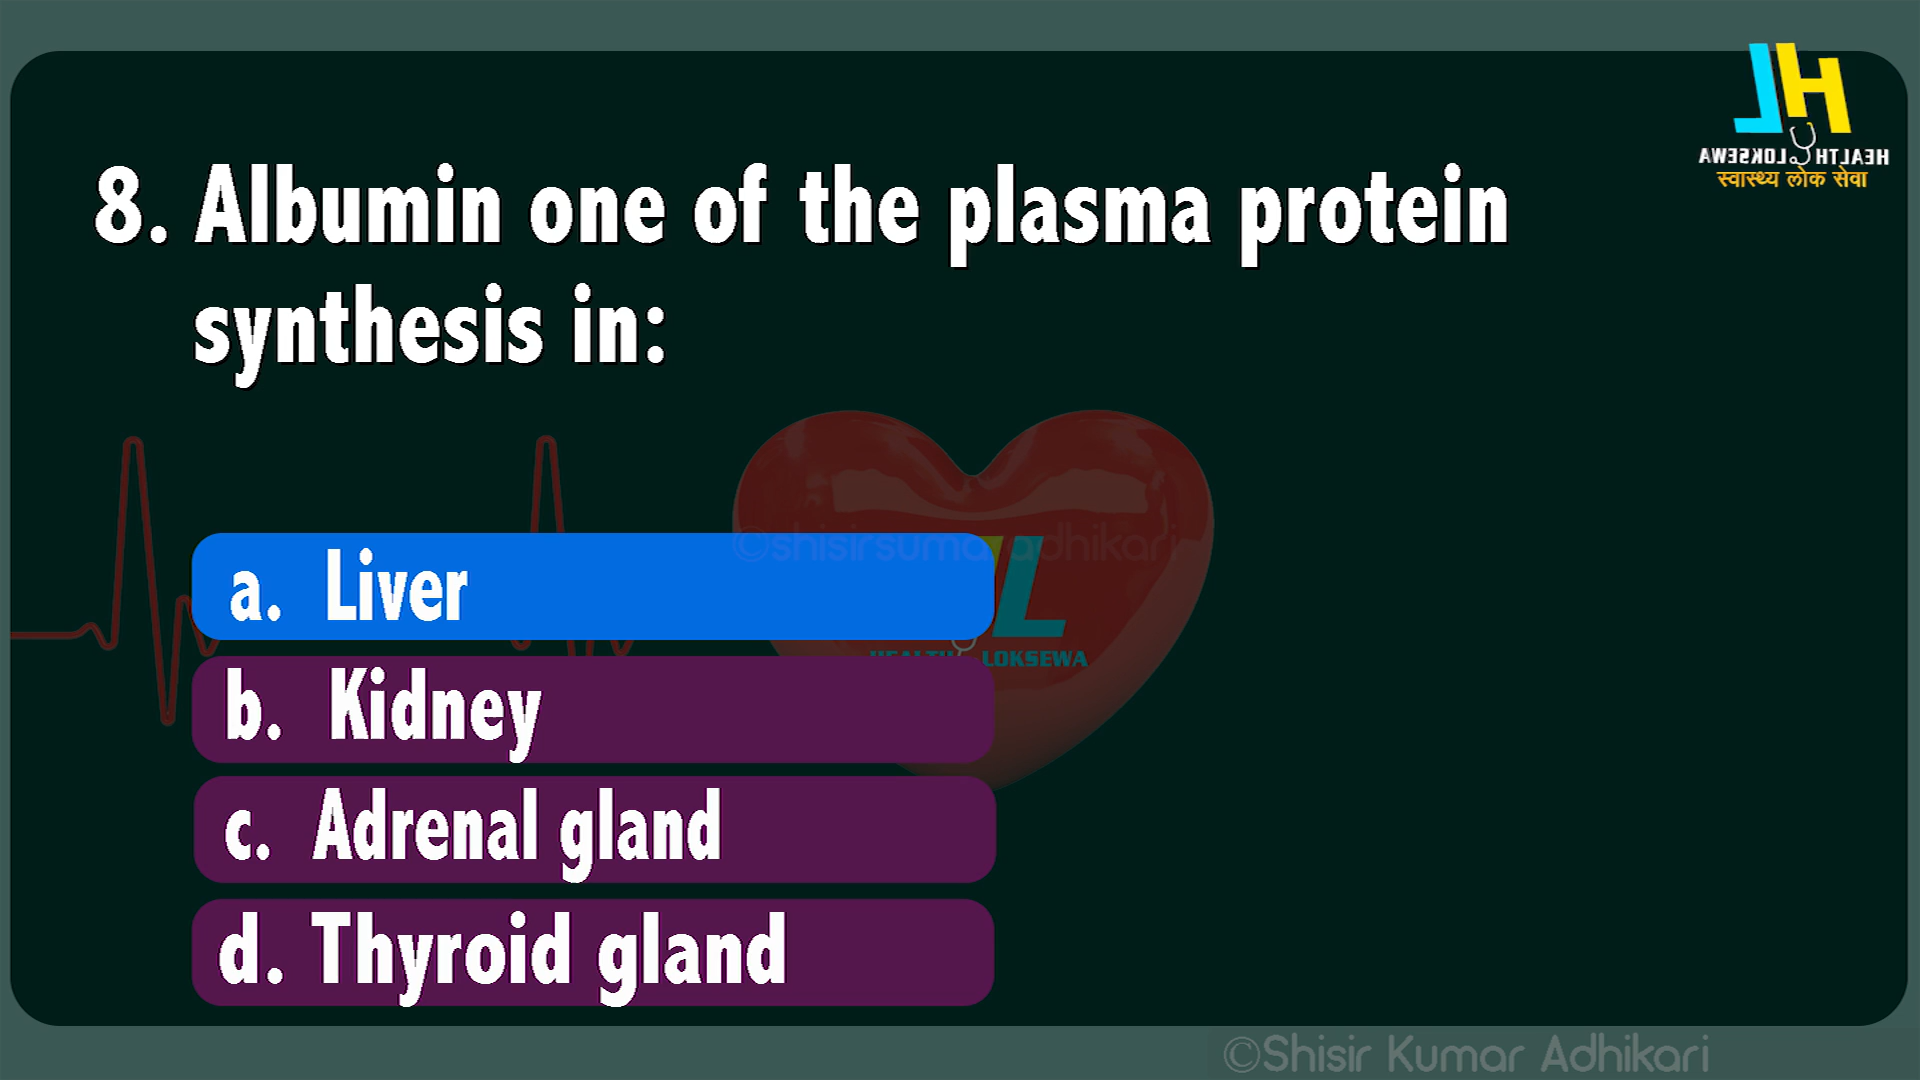 HEALTH LOKSEWA
स्वास्थ्य लोक सेवा
8. Albumin one of the plasma protein
synthesis in:
a. Liver
HEALTH LOKSEWA
b. Kidney
c. Adrenal gland
d. Thyroid gland
©Shisir Kumar Adhikari